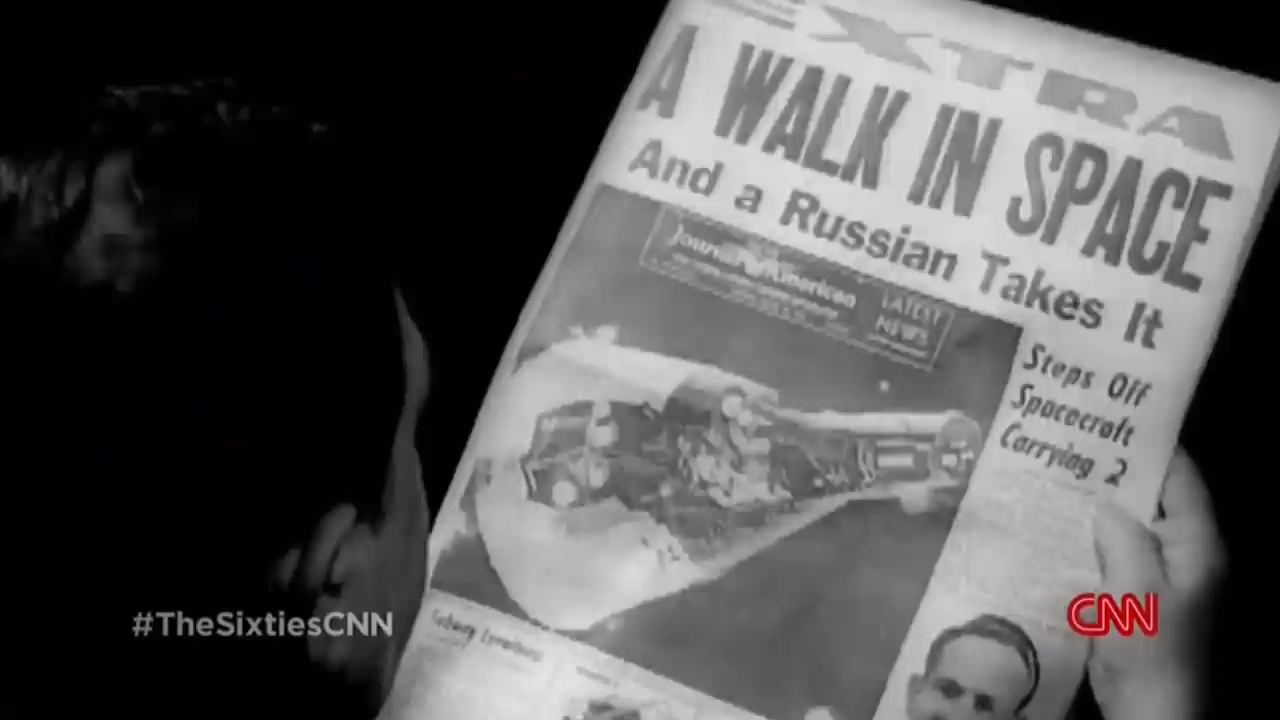 EXTRA
A WALK IN SPACE
And a Russian Takes It
Journal American
LATEST
NEWS
Steps Off
Spacecraft
Carrying 2
#TheSixtiesCNN
CNN